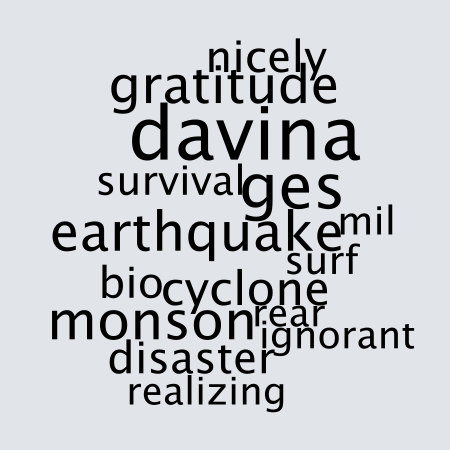 nicely
gratitude
davina
survival ges
earthquake mil
surf
bio cyclone
monson rear
ignorant
disaster
realizing